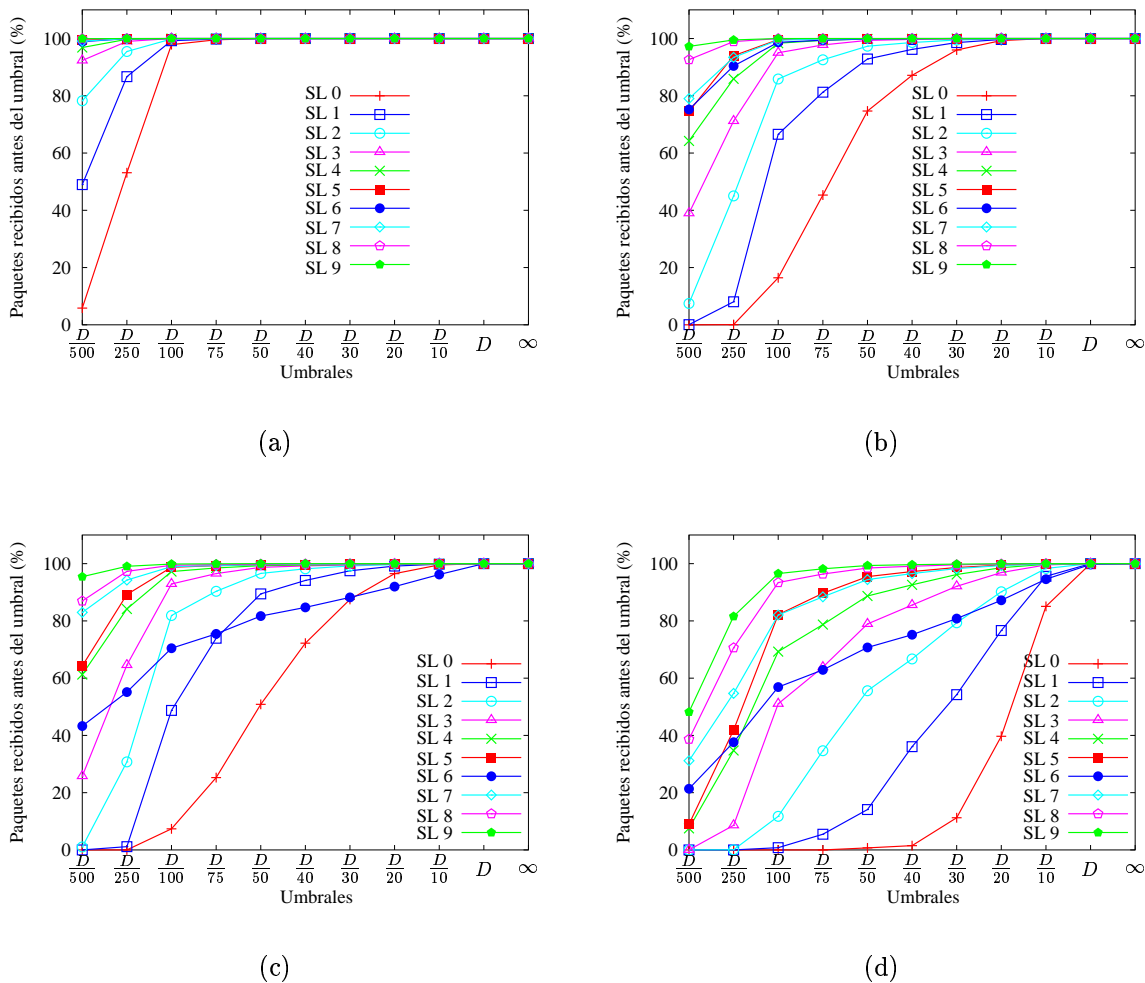 Paquetes recibidos antes del umbral (%)
100
80
60
40
20
0
SL 0
SL 1
SL 2
SL 3
SL 4
SL 5
SL 6
SL 7
SL 8
SL 9
D/500 D/250 D/100 D/75 D/50 D/40 D/30 D/20 D/10 D ∞
Umbrales
(a)
Paquetes recibidos antes del umbral (%)
100
80
60
40
20
0
SL 0
SL 1
SL 2
SL 3
SL 4
SL 5
SL 6
SL 7
SL 8
SL 9
D/500 D/250 D/100 D/75 D/50 D/40 D/30 D/20 D/10 D ∞
Umbrales
(b)
Paquetes recibidos antes del umbral (%)
100
80
60
40
20
0
SL 0
SL 1
SL 2
SL 3
SL 4
SL 5
SL 6
SL 7
SL 8
SL 9
D/500 D/250 D/100 D/75 D/50 D/40 D/30 D/20 D/10 D ∞
Umbrales
(c)
Paquetes recibidos antes del umbral (%)
100
80
60
40
20
0
SL 0
SL 1
SL 2
SL 3
SL 4
SL 5
SL 6
SL 7
SL 8
SL 9
D/500 D/250 D/100 D/75 D/50 D/40 D/30 D/20 D/10 D ∞
Umbrales
(d)